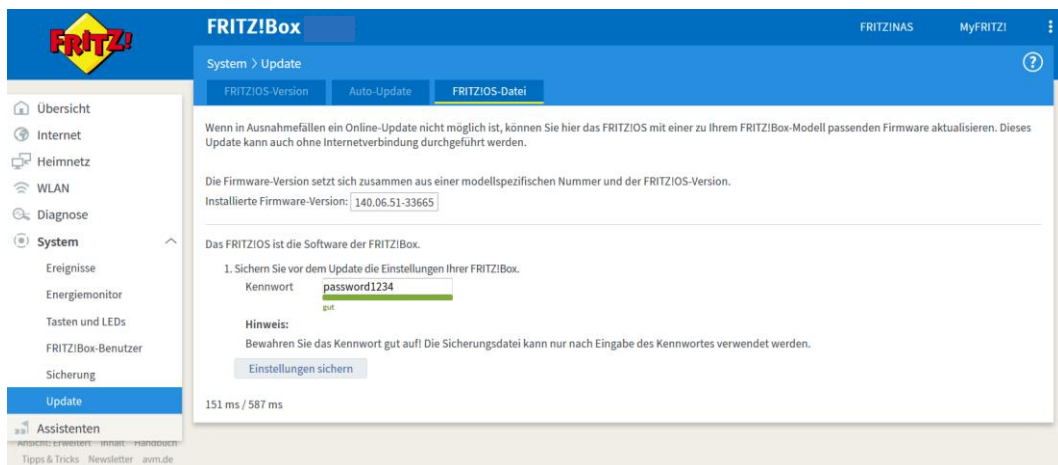 FRITZ!
FRITZ!Box
FRITZ!NAS
MyFRITZ!
System > Update
?
FRITZ!OS-Version
Auto-Update
FRITZ!OS-Datei
Übersicht
Internet
Heimnetz
WLAN
Diagnose
System
Ereignisse
Energiemonitor
Tasten und LEDs
FRITZ!Box-Benutzer
Sicherung
Update
Assistenten
Ansicht: Erweitert Inhalt Handbuch
Tipps & Tricks Newsletter avm.de
Wenn in Ausnahmefällen ein Online-Update nicht möglich ist, können Sie hier das FRITZ!OS mit einer zu Ihrem FRITZ!Box-Modell passenden Firmware aktualisieren. Dieses
Update kann auch ohne Internetverbindung durchgeführt werden.
Die Firmware-Version setzt sich zusammen aus einer modellspezifischen Nummer und der FRITZ!OS-Version.
Installierte Firmware-Version: 140.06.51-33665
Das FRITZ!OS ist die Software der FRITZ!Box.
1. Sichern Sie vor dem Update die Einstellungen Ihrer FRITZ!Box.
Kennwort password1234
gut
Hinweis:
Bewahren Sie das Kennwort gut auf! Die Sicherungsdatei kann nur nach Eingabe des Kennwortes verwendet werden.
Einstellungen sichern
151 ms / 587 ms